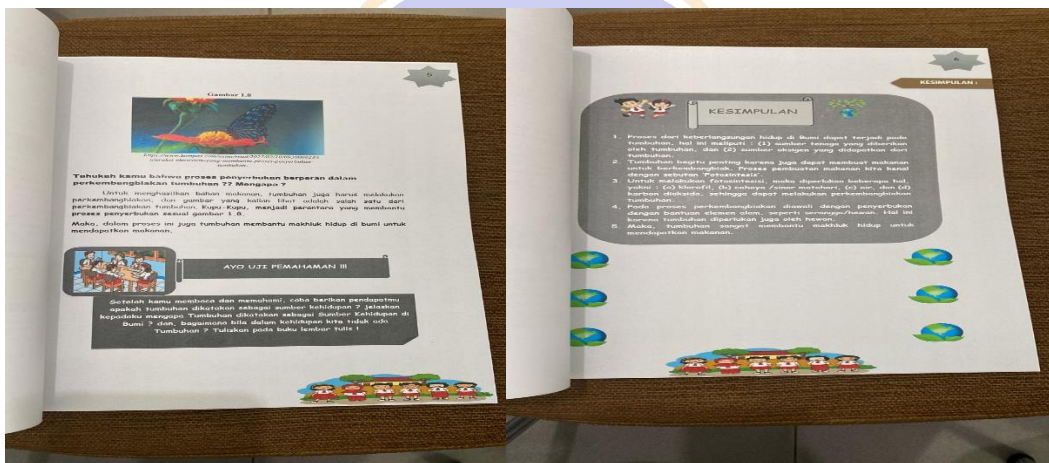 5
Gambar 1.8
Tahukah kamu bahwa proses penyerbukan berperan dalam
perkembangbiakan tumbuhan ?? Mengapa ?
Untuk menghasilkan bahan makanan, tumbuhan juga harus melakukan
perkembangbiakan, dan gambar yang kalian lihat adalah salah satu dari
perkembangbiakan tumbuhan. Kupu-Kupu, menjadi perantara yang membantu
proses penyerbukan sesuai gambar 1.8.
Maka, dalam proses ini juga tumbuhan membantu makhluk hidup di bumi untuk
mendapatkan makanan.
AYO UJI PEMAHAMAN !!!
Setelah kamu membaca dan memahami, coba berikan pendapatmu
apakah tumbuhan dikatakan sebagai sumber kehidupan ? jelaskan
kepadaku mengapa Tumbuhan dikatakan sebagai Sumber Kehidupan di
Bumi ? dan, bagaimana bila dalam kehidupan kita tidak ada
Tumbuhan ? Tuliskan pada buku lembar tulis !
6
KESIMPULAN :
KESIMPULAN
1. Proses dari keberlangsungan hidup di Bumi dapat terjadi pada
tumbuhan, hal ini meliputi : (1) sumber tenaga yang diberikan
oleh tumbuhan, dan (2) sumber oksigen yang didapatkan dari
tumbuhan.
2. Tumbuhan begitu penting karena juga dapat membuat makanan
untuk berkembangbiak. Proses pembuatan makanan kita kenal
dengan sebutan 'Fotosintesis'.
3. Untuk melakukan fotosintesis, maka diperlukan beberapa hal,
yakni : (a) klorofil, (b) cahaya /sinar matahari, (c) air, dan (d)
karbon dioksida, sehingga dapat melakukan perkembangbiakan
tumbuhan.
4. Pada proses perkembangbiakan diawali dengan penyerbukan
dengan bantuan elemen alam, seperti serangga/hewan. Hal ini
karena tumbuhan diperlukan juga oleh hewan.
5. Maka, tumbuhan sangat membantu makhluk hidup untuk
mendapatkan makanan.